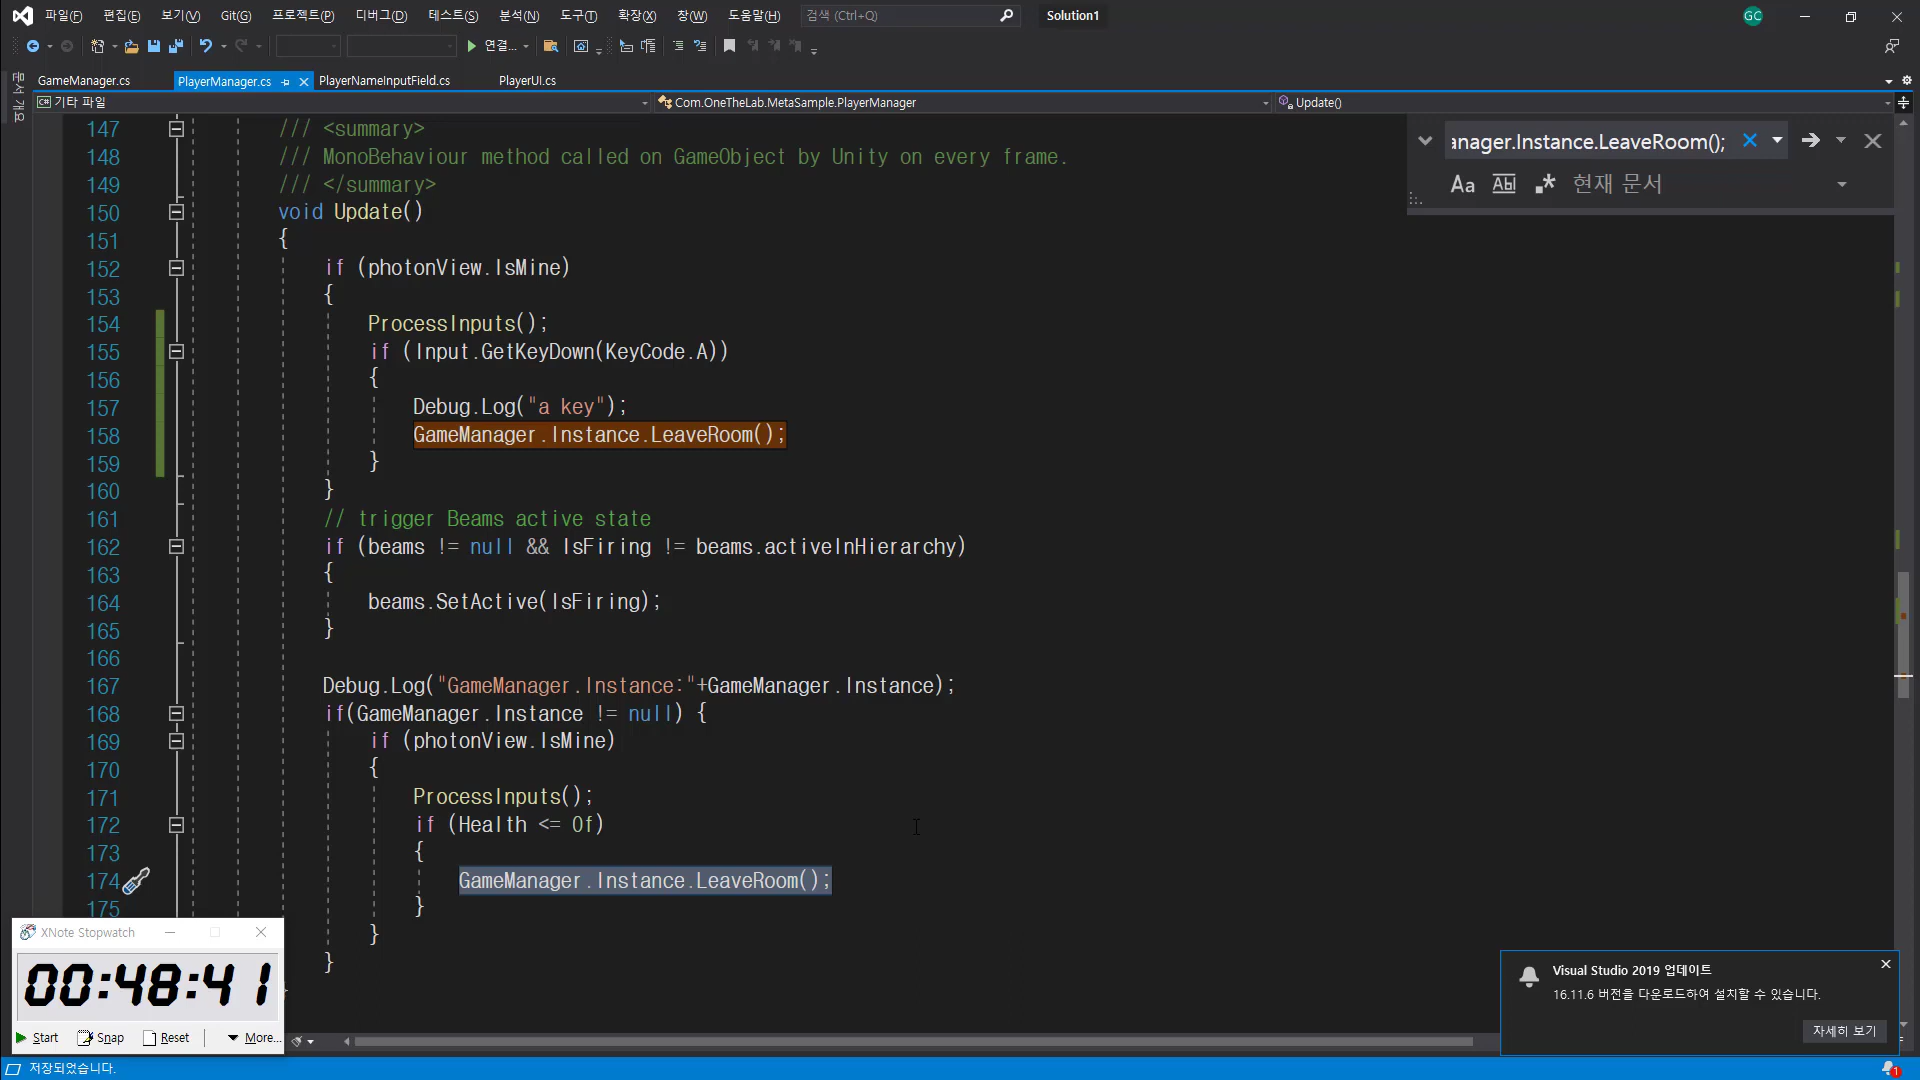 파일(F) 편집(E) 보기(V) Git(G) 프로젝트(P) 디버그(D) 테스트(S) 분석(N) 도구(T) 확장(X) 창(W) 도움말(H) 검색 (Ctrl+Q) Solution1 GC
연결...
GameManager.cs PlayerManager.cs PlayerNameInputField.cs PlayerUI.cs
문서 개요
C# 기타 파일 Com.OneTheLab.MetaSample.PlayerManager Update()
anager.Instance.LeaveRoom();
Aa Abl .* 현재 문서
147 /// <summary>
148 /// MonoBehaviour method called on GameObject by Unity on every frame.
149 /// </summary>
150 void Update()
151 {
152 if (photonView.IsMine)
153 {
154 ProcessInputs();
155 if (Input.GetKeyDown(KeyCode.A))
156 {
157 Debug.Log("a key");
158 GameManager.Instance.LeaveRoom();
159 }
160 }
161 // trigger Beams active state
162 if (beams != null && IsFiring != beams.activeInHierarchy)
163 {
164 beams.SetActive(IsFiring);
165 }
166
167 Debug.Log("GameManager.Instance:"+GameManager.Instance);
168 if(GameManager.Instance != null) {
169 if (photonView.IsMine)
170 {
171 ProcessInputs();
172 if (Health <= 0f)
173 {
174 GameManager.Instance.LeaveRoom();
175 }
}
}
XNote Stopwatch
00:48:41
Start Snap Reset More...
Visual Studio 2019 업데이트
16.11.6 버전을 다운로드하여 설치할 수 있습니다.
자세히 보기
저장되었습니다.
1